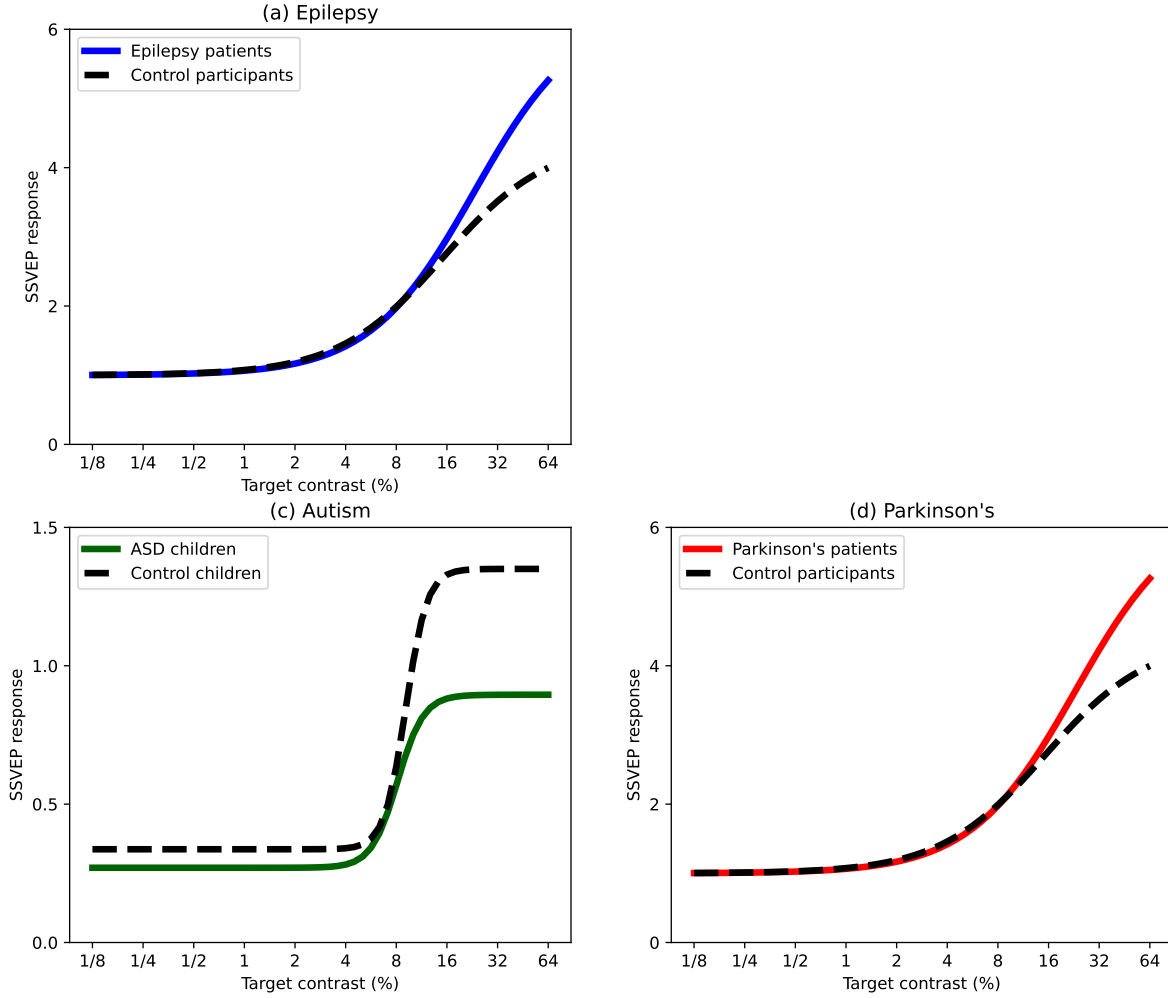 (a) Epilepsy
6
4
2
0
SSVEP response
Epilepsy patients
Control participants
1/8 1/4 1/2 1 2 4 8 16 32 64
Target contrast (%)
(c) Autism
1.5
1.0
0.5
0.0
SSVEP response
ASD children
Control children
1/8 1/4 1/2 1 2 4 8 16 32 64
Target contrast (%)
(d) Parkinson's
6
4
2
0
SSVEP response
Parkinson's patients
Control participants
1/8 1/4 1/2 1 2 4 8 16 32 64
Target contrast (%)